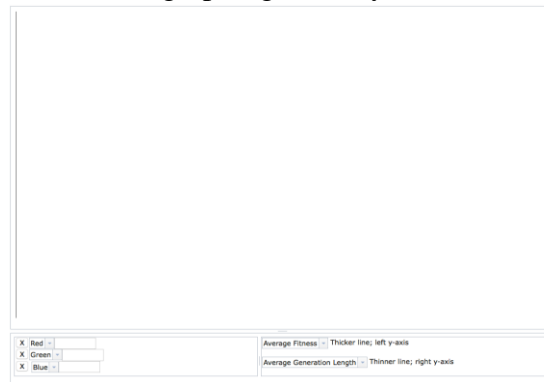 X Red
X Green
X Blue
Average Fitness Thicker line; left y-axis
Average Generation Length Thinner line; right y-axis